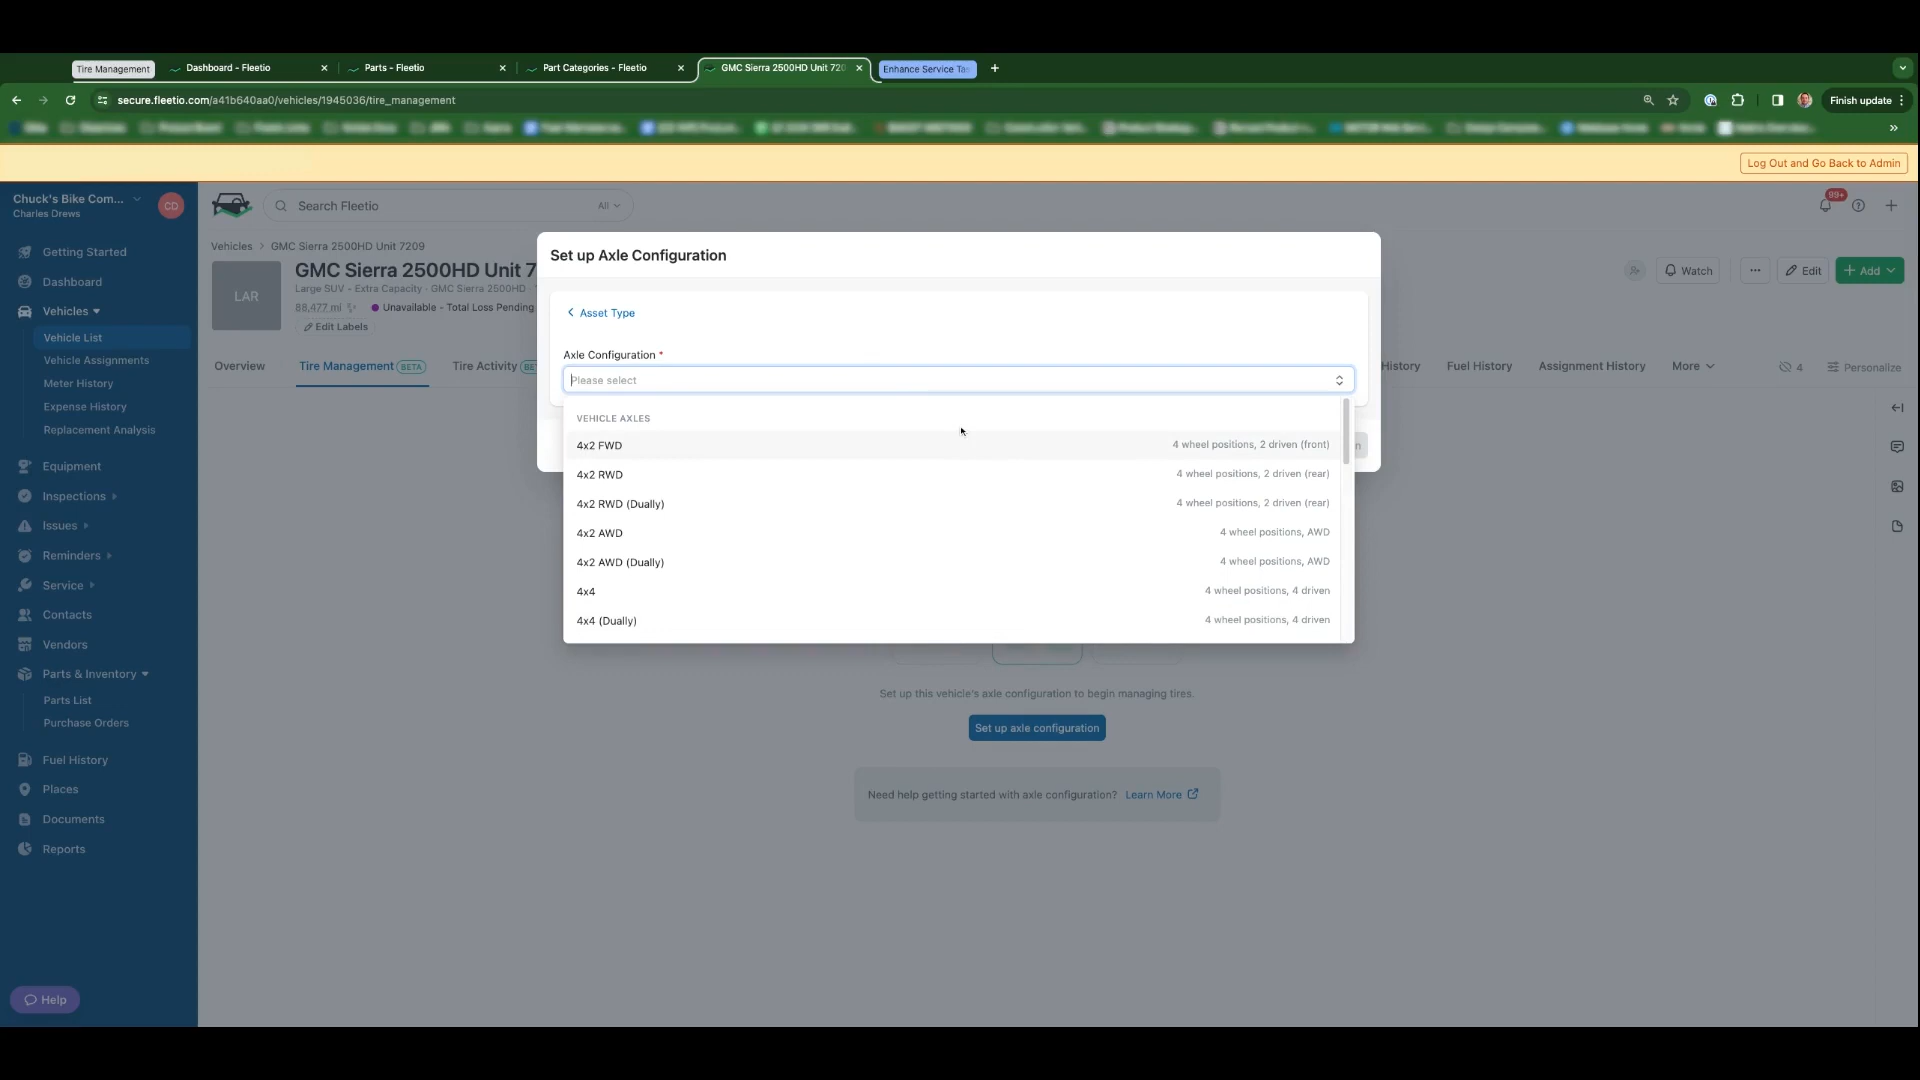 Tire Management
Dashboard - Fleetio
Parts - Fleetio
Part Categories - Fleetio
GMC Sierra 2500HD Unit 720
Enhance Service Ta
secure.fleetio.com/a41b640aa0/vehicles/1945036/tire_management
Finish update
Log Out and Go Back to Admin
Chuck's Bike Com...
Charles Drews
CD
Search Fleetio
All
99+
Getting Started
Dashboard
Vehicles
Vehicle List
Vehicle Assignments
Meter History
Expense History
Replacement Analysis
Equipment
Inspections
Issues
Reminders
Service
Contacts
Vendors
Parts & Inventory
Parts List
Purchase Orders
Fuel History
Places
Documents
Reports
Help
Vehicles > GMC Sierra 2500HD Unit 7209
LAR
GMC Sierra 2500HD Unit 7
Large SUV · Extra Capacity · GMC Sierra 2500HD ·
88,477 mi
Unavailable - Total Loss Pending
Edit Labels
Watch
Edit
Add
Overview
Tire Management BETA
Tire Activity
History
Fuel History
Assignment History
More
4
Personalize
Set up Axle Configuration
Asset Type
Axle Configuration *
Please select
VEHICLE AXLES
4x2 FWD 4 wheel positions, 2 driven (front)
4x2 RWD 4 wheel positions, 2 driven (rear)
4x2 RWD (Dually) 4 wheel positions, 2 driven (rear)
4x2 AWD 4 wheel positions, AWD
4x2 AWD (Dually) 4 wheel positions, AWD
4x4 4 wheel positions, 4 driven
4x4 (Dually) 4 wheel positions, 4 driven
Set up this vehicle's axle configuration to begin managing tires.
Set up axle configuration
Need help getting started with axle configuration? Learn More